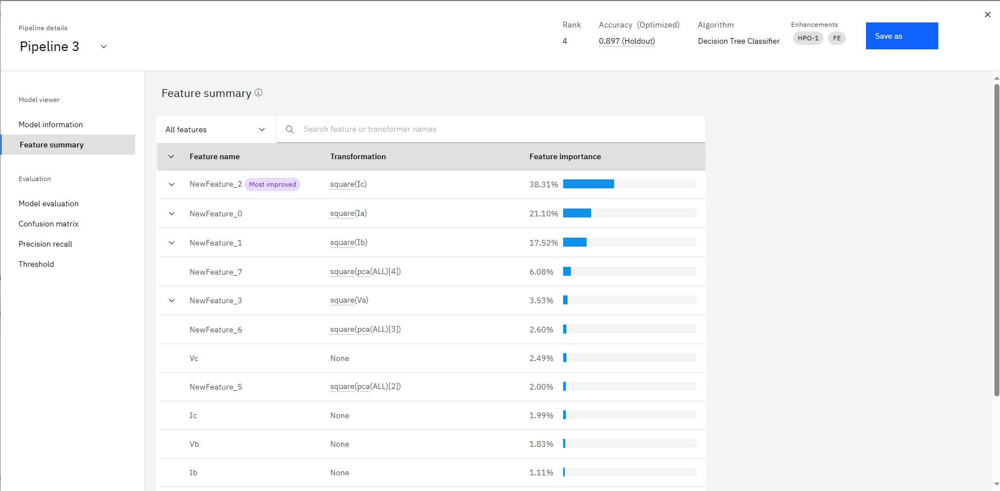 Pipeline details
Pipeline 3
Rank
4
Accuracy (Optimized)
0.897 (Holdout)
Algorithm
Decision Tree Classifier
Enhancements
HPO-1 FE
Save as
Model viewer
Model information
Feature summary
Evaluation
Model evaluation
Confusion matrix
Precision recall
Threshold
Feature summary
All features
Search feature or transformer names
Feature name Transformation Feature importance
NewFeature_2 Most improved square(Ic) 38.31%
NewFeature_0 square(Ia) 21.10%
NewFeature_1 square(Ib) 17.52%
NewFeature_7 square(pca(ALL)[4]) 6.08%
NewFeature_3 square(Va) 3.53%
NewFeature_6 square(pca(ALL)[3]) 2.60%
Vc None 2.49%
NewFeature_5 square(pca(ALL)[2]) 2.00%
Ic None 1.99%
Vb None 1.83%
Ib None 1.11%